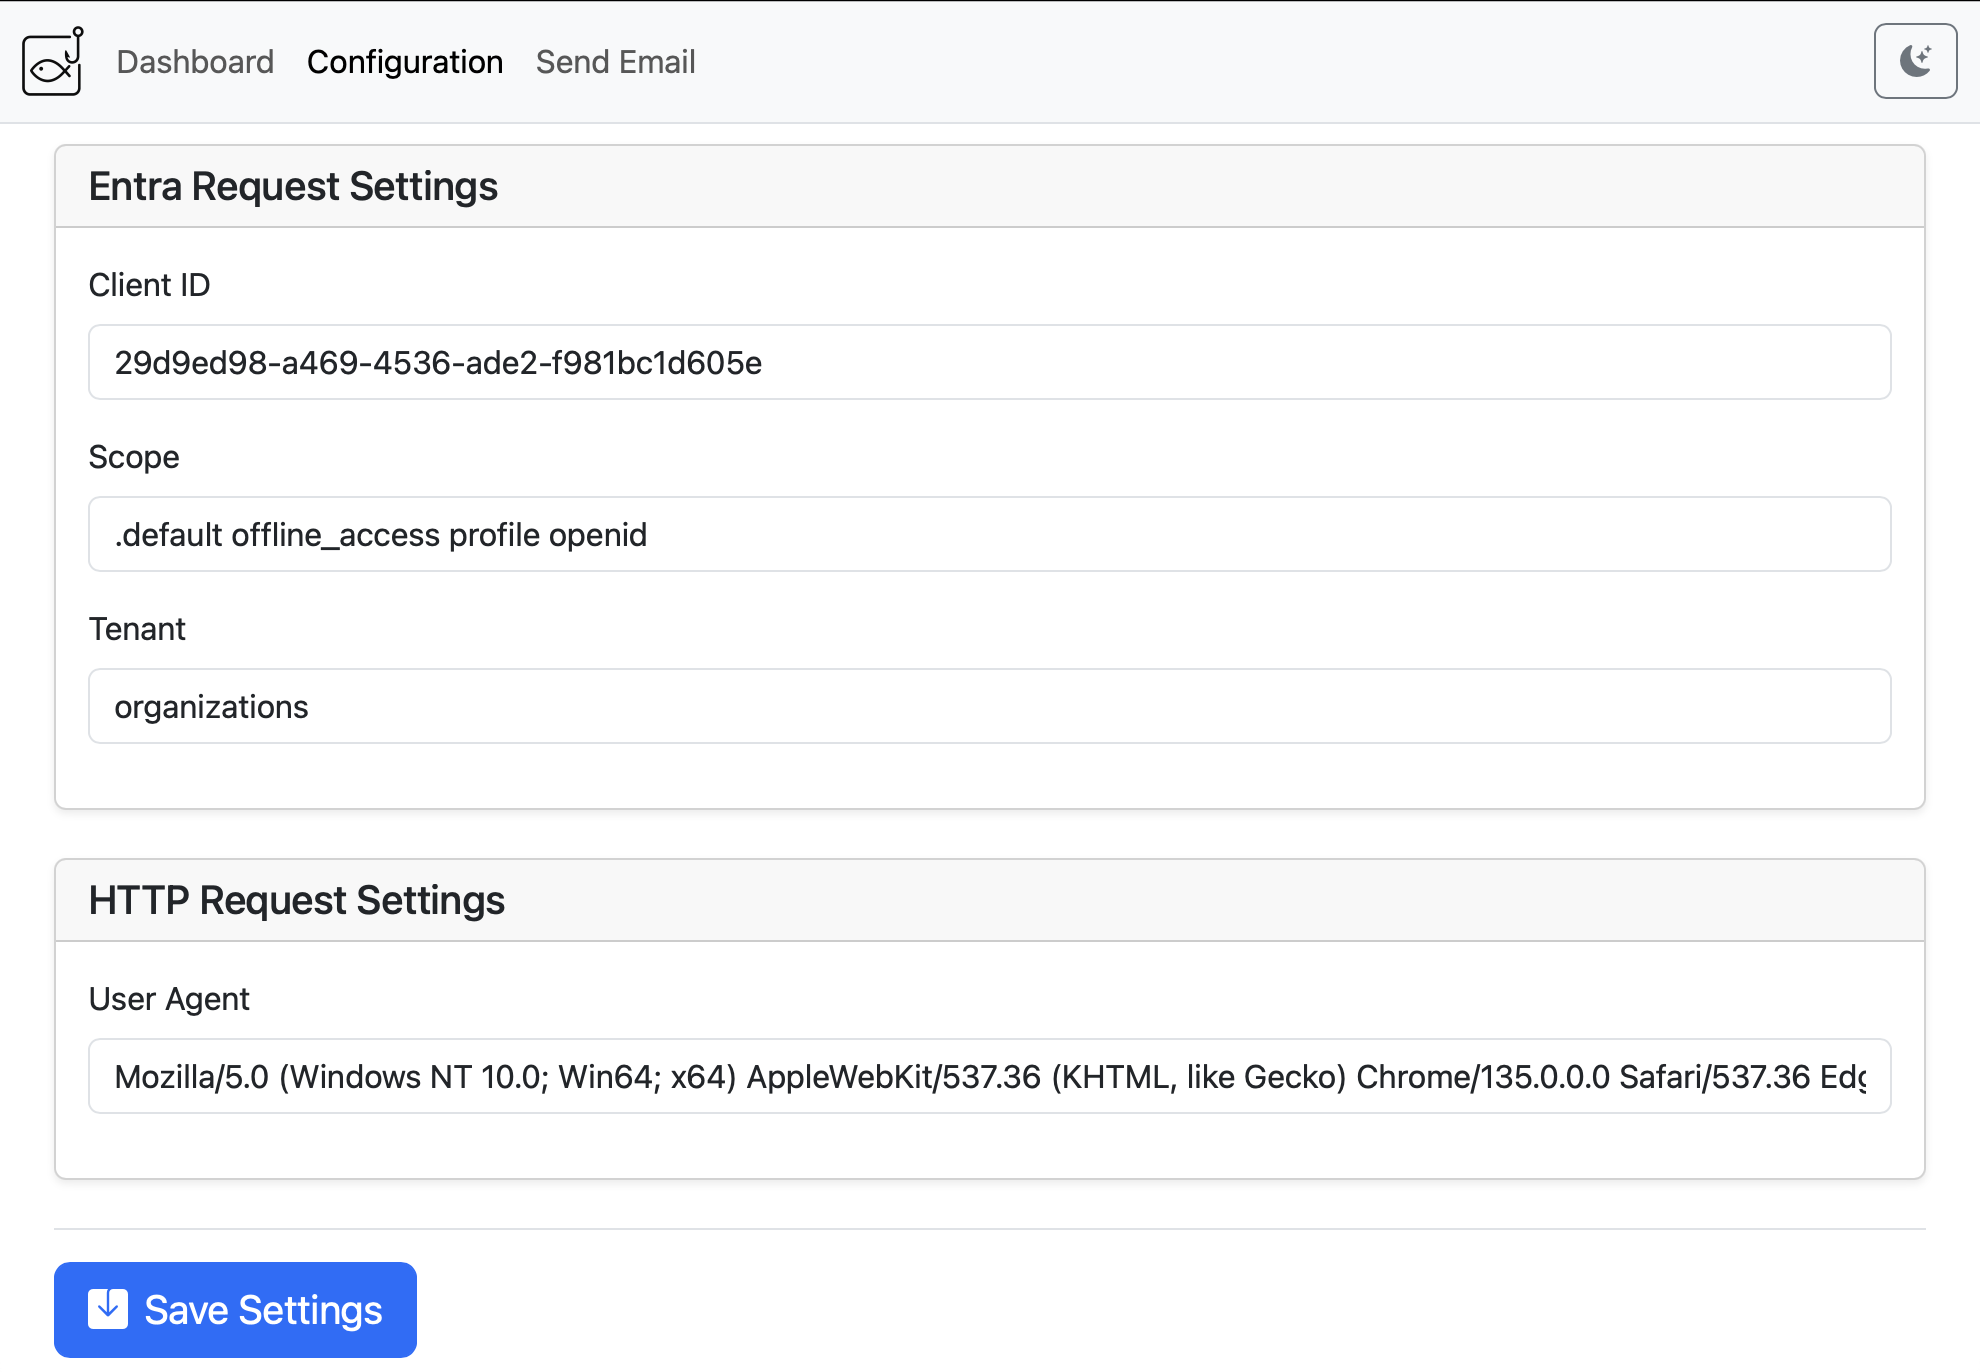 Dashboard Configuration Send Email
Entra Request Settings
Client ID
29d9ed98-a469-4536-ade2-f981bc1d605e
Scope
.default offline_access profile openid
Tenant
organizations
HTTP Request Settings
User Agent
Mozilla/5.0 (Windows NT 10.0; Win64; x64) AppleWebKit/537.36 (KHTML, like Gecko) Chrome/135.0.0.0 Safari/537.36 Edg
Save Settings